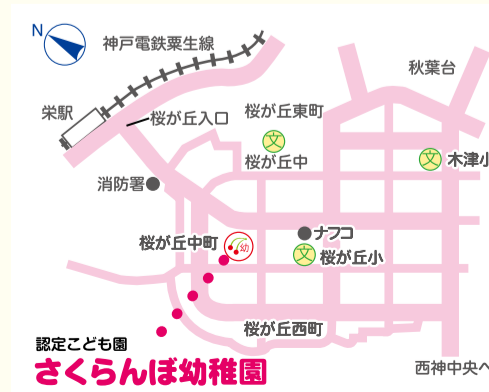 N
神戸電鉄粟生線
秋葉台
栄駅
桜が丘入口
桜が丘東町
文
桜が丘中
文
木津小
消防署
桜が丘中町
幼
ナフコ
文
桜が丘小
桜が丘西町
認定こども園
さくらんぼ幼稚園
西神中央へ